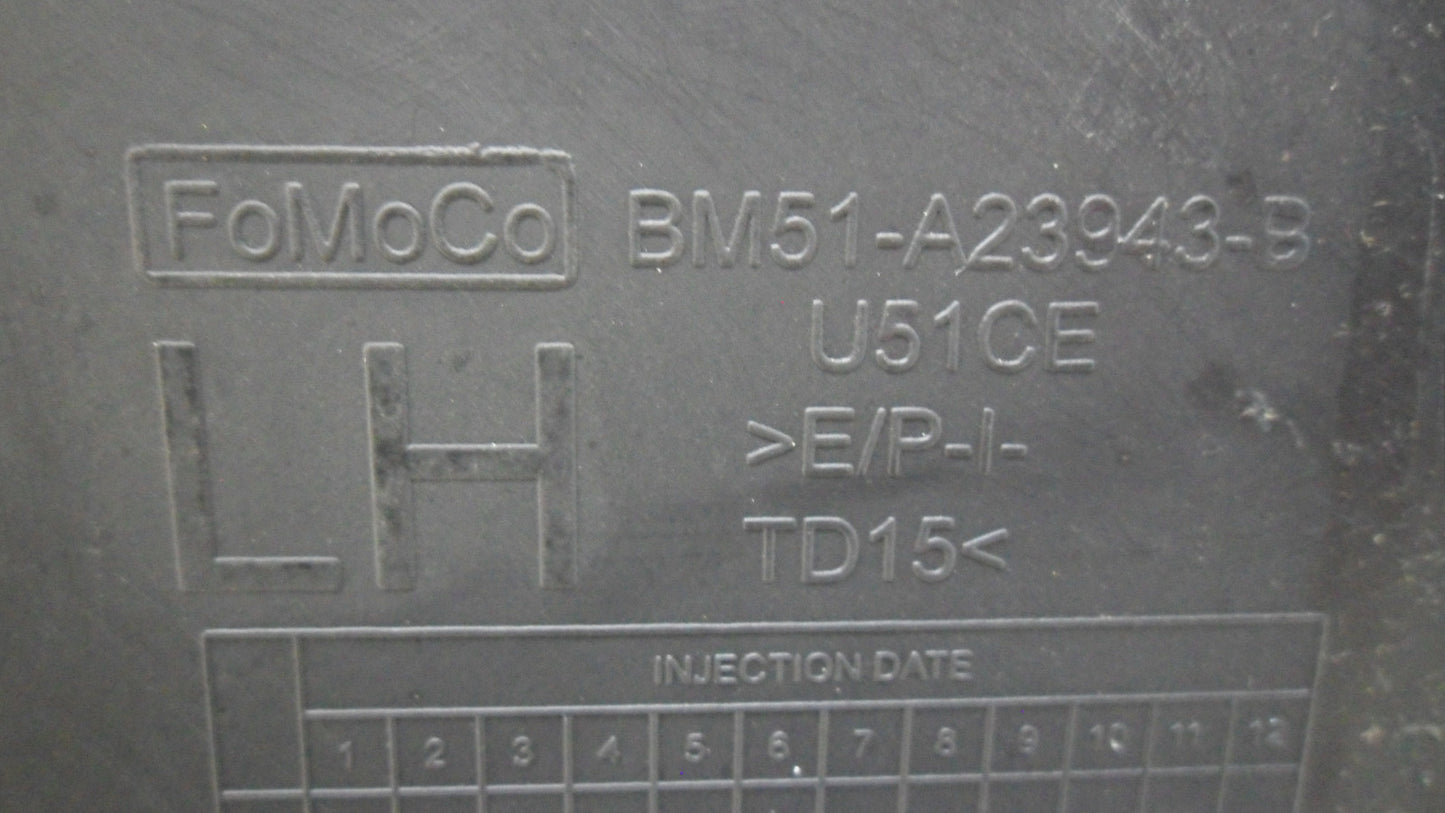 FoMoCo BM51-A23943-B
U51CE
LH
>E/P-I-
TD15<
INJECTION DATE
1 2 3 4 5 6 7 8 9 10 11 12